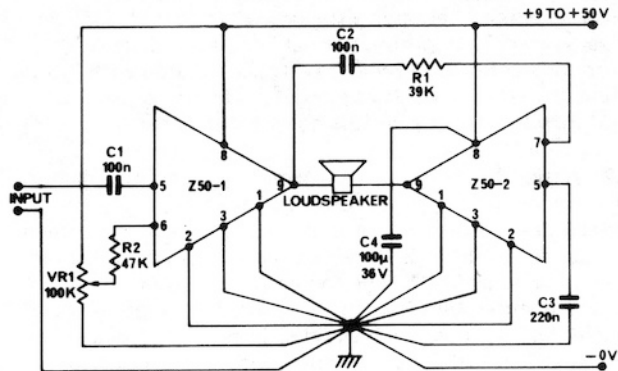 +9 TO +50V
C2
100n
R1
39K
C1
100n
8
8
7
5
Z50-1
9
1
LOUDSPEAKER
9
Z50-2
5
INPUT
6
3
2
1
3
2
R2
47K
C4
100μ
36V
VR1
100K
C3
220n
-0V